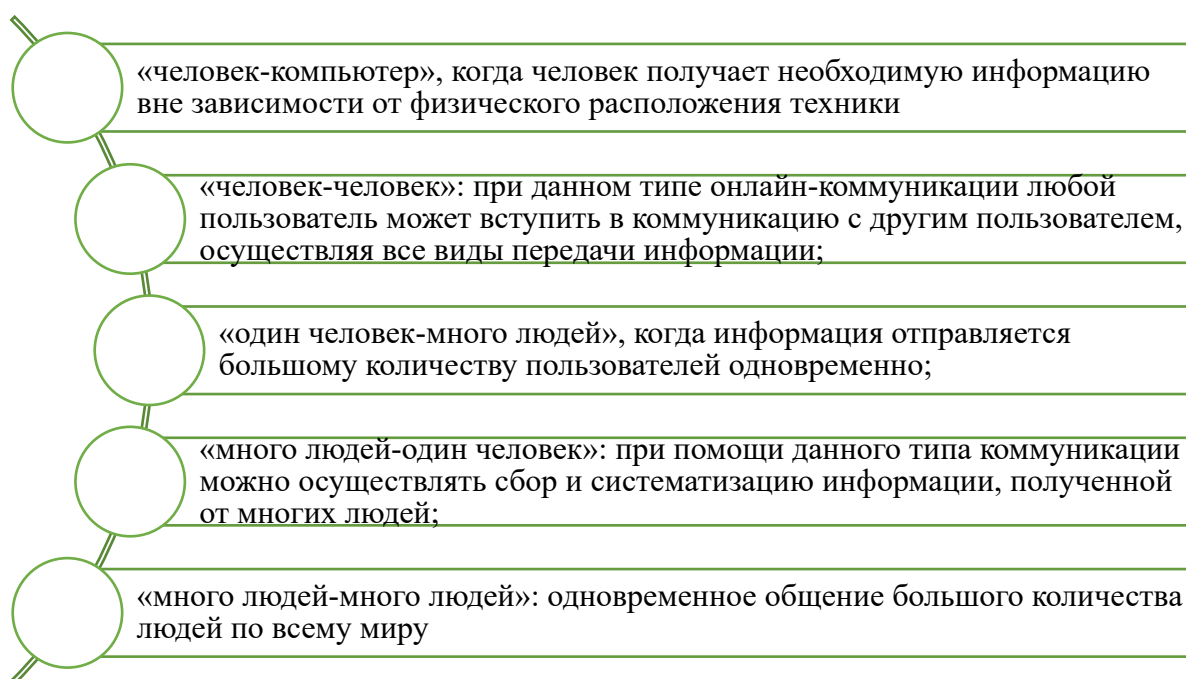 «человек-компьютер», когда человек получает необходимую информацию
вне зависимости от физического расположения техники
«человек-человек»: при данном типе онлайн-коммуникации любой
пользователь может вступить в коммуникацию с другим пользователем,
осуществляя все виды передачи информации;
«один человек-много людей», когда информация отправляется
большому количеству пользователей одновременно;
«много людей-один человек»: при помощи данного типа коммуникации
можно осуществлять сбор и систематизацию информации, полученной
от многих людей;
«много людей-много людей»: одновременное общение большого количества
людей по всему миру